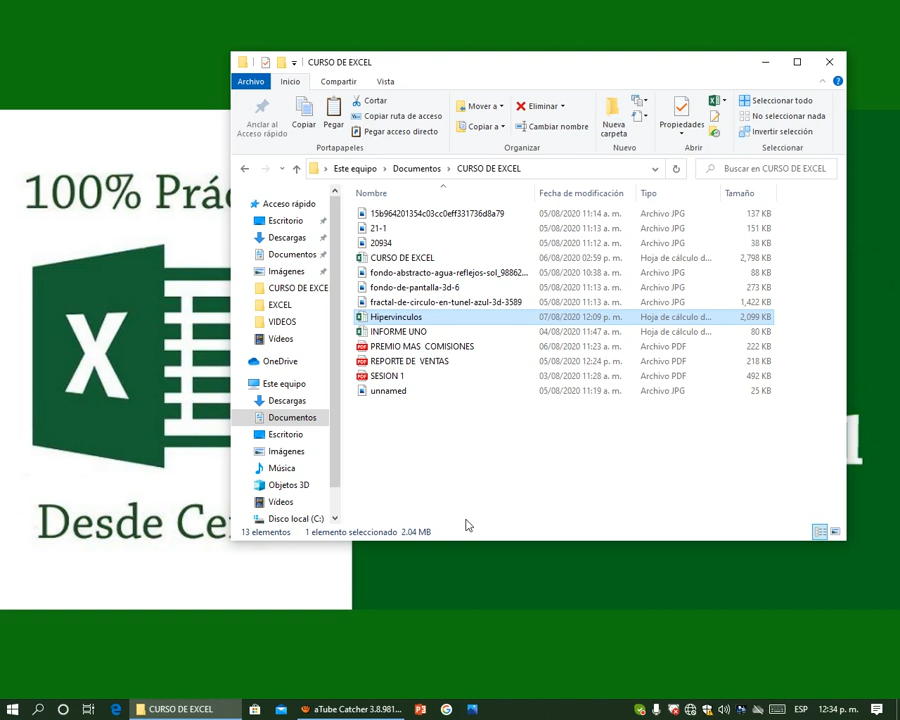 100% Prác
Desde Ce
CURSO DE EXCEL
Archivo Inicio Compartir Vista
Anclar al Acceso rápido
Copiar
Pegar
Cortar
Copiar ruta de acceso
Pegar acceso directo
Portapapeles
Mover a
Copiar a
Eliminar
Cambiar nombre
Organizar
Nueva carpeta
Nuevo
Propiedades
Abrir
Seleccionar todo
No seleccionar nada
Invertir selección
Seleccionar
Este equipo > Documentos > CURSO DE EXCEL
Buscar en CURSO DE EXCEL
Acceso rápido
Escritorio
Descargas
Documentos
Imágenes
CURSO DE EXCE
EXCEL
VIDEOS
Vídeos
OneDrive
Este equipo
Descargas
Documentos
Escritorio
Imágenes
Música
Objetos 3D
Vídeos
Disco local (C:)
Nombre Fecha de modificación Tipo Tamaño
15b964201354c03cc0eff331736d8a79 05/08/2020 11:14 a. m. Archivo JPG 137 KB
21-1 05/08/2020 11:13 a. m. Archivo JPG 151 KB
20934 05/08/2020 11:12 a. m. Archivo JPG 38 KB
CURSO DE EXCEL 06/08/2020 02:59 p. m. Hoja de cálculo d... 2,798 KB
fondo-abstracto-agua-reflejos-sol_98862... 05/08/2020 10:38 a. m. Archivo JPG 88 KB
fondo-de-pantalla-3d-6 05/08/2020 11:13 a. m. Archivo JPG 273 KB
fractal-de-circulo-en-tunel-azul-3d-3589 05/08/2020 11:13 a. m. Archivo JPG 1,422 KB
Hipervinculos 07/08/2020 12:09 p. m. Hoja de cálculo d... 2,099 KB
INFORME UNO 04/08/2020 11:47 a. m. Hoja de cálculo d... 80 KB
PREMIO MAS COMISIONES 06/08/2020 11:23 a. m. Archivo PDF 222 KB
REPORTE DE VENTAS 05/08/2020 12:24 p. m. Archivo PDF 218 KB
SESION 1 03/08/2020 11:28 a. m. Archivo PDF 492 KB
unnamed 05/08/2020 11:19 a. m. Archivo JPG 25 KB
13 elementos 1 elemento seleccionado 2.04 MB
CURSO DE EXCEL
aTube Catcher 3.8.981...
ESP 12:34 p. m.